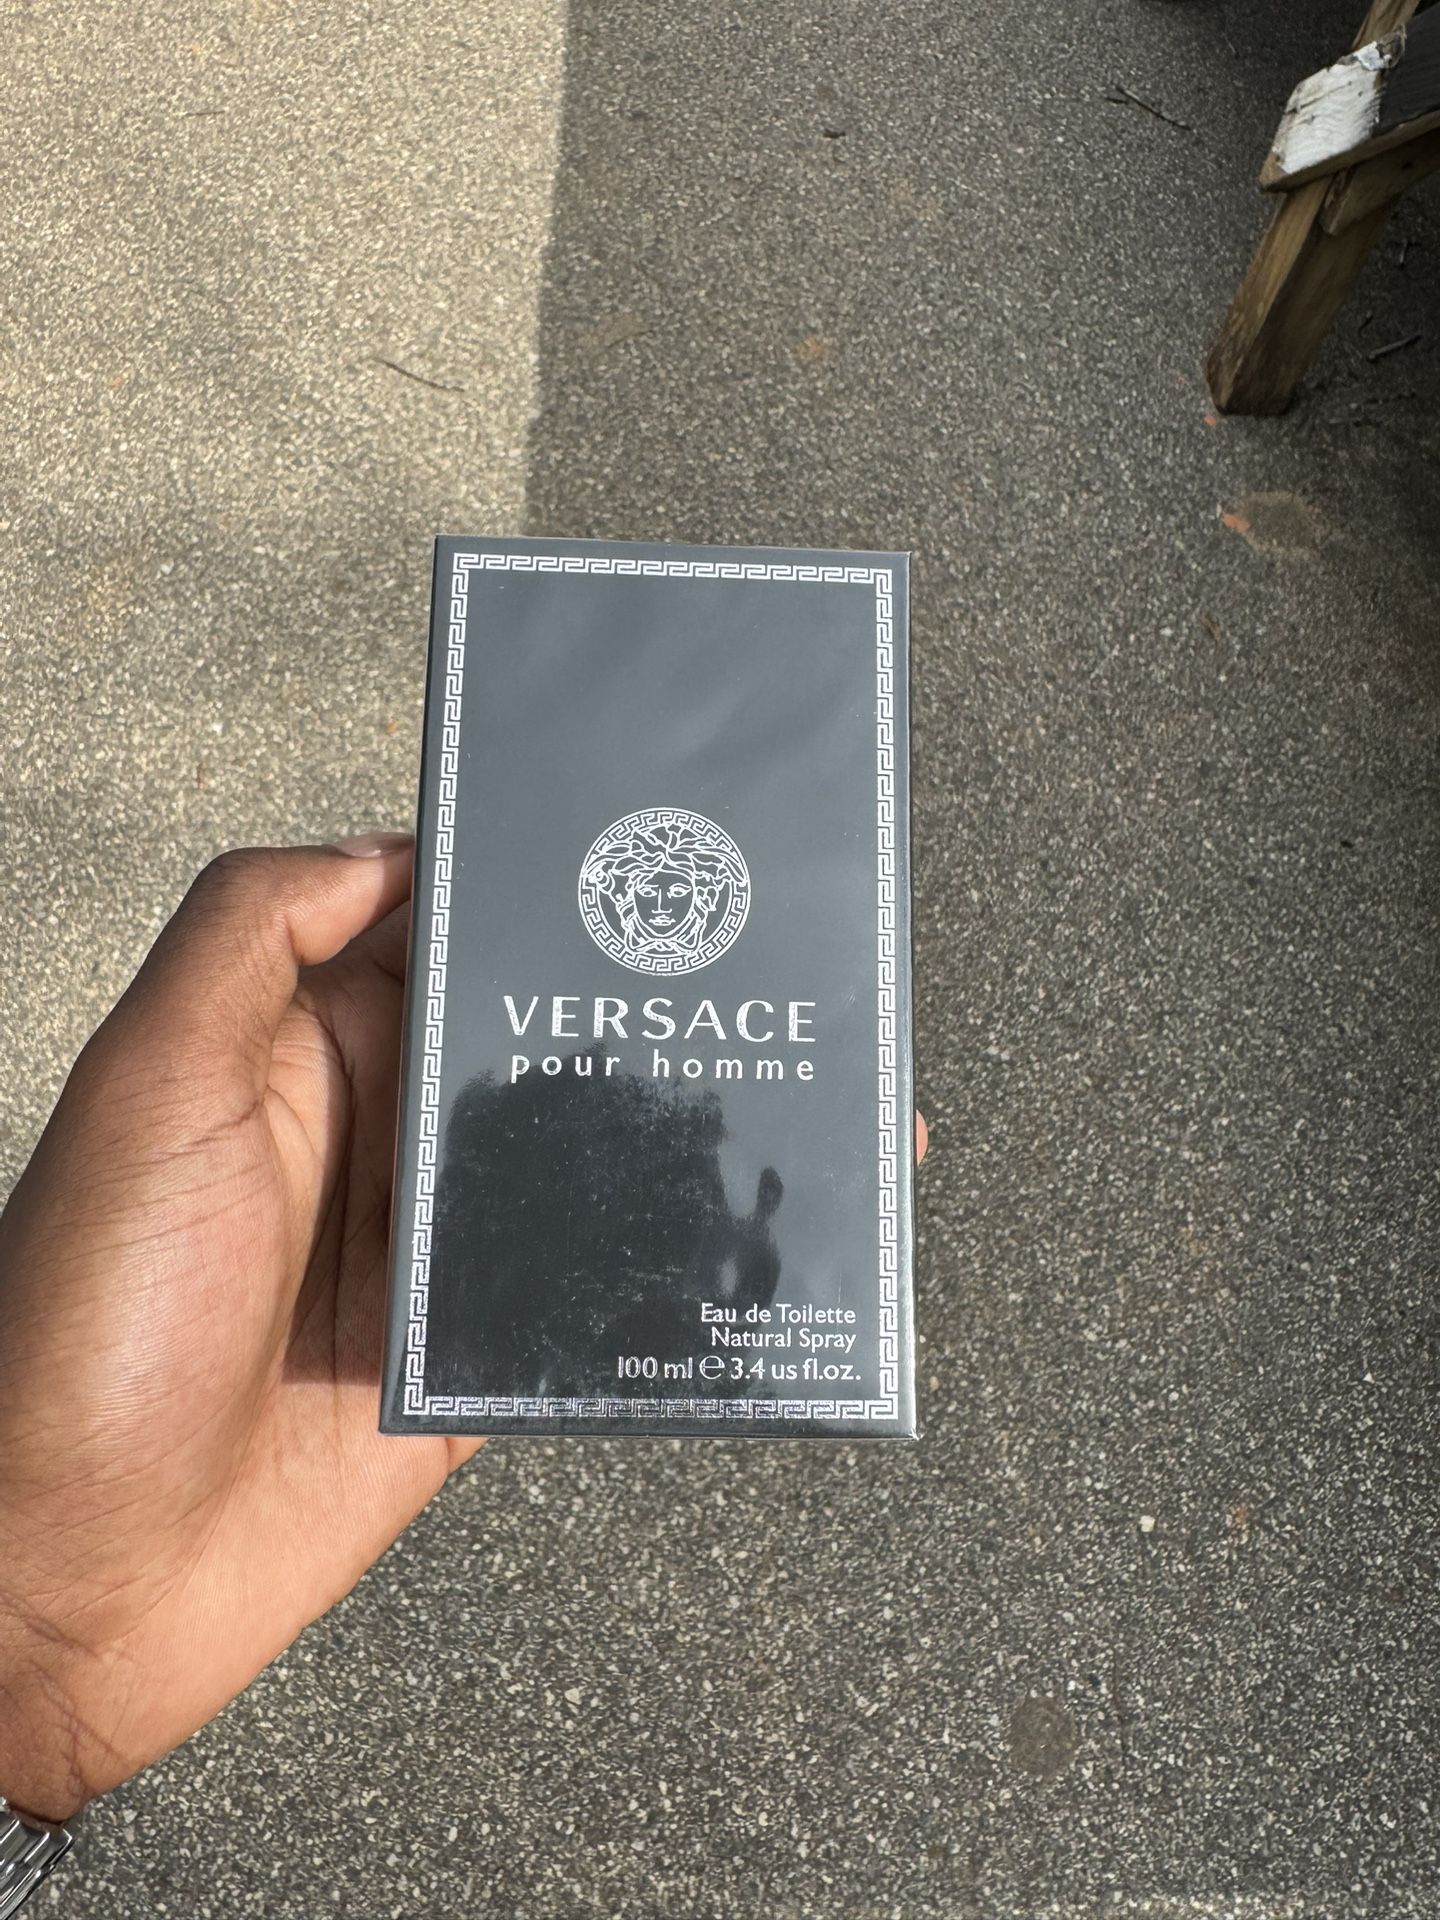 VERSACE
pour homme
Eau de Toilette
Natural Spray
100 ml ℮ 3.4 us fl.oz.